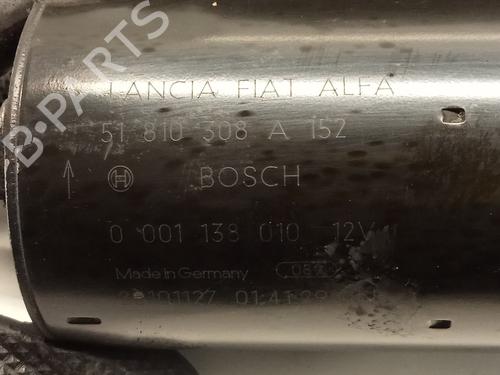 B-PARTS
LANCIA FIAT ALFA
51 810 308 A 152
BOSCH
0 001 138 010 12V
Made in Germany